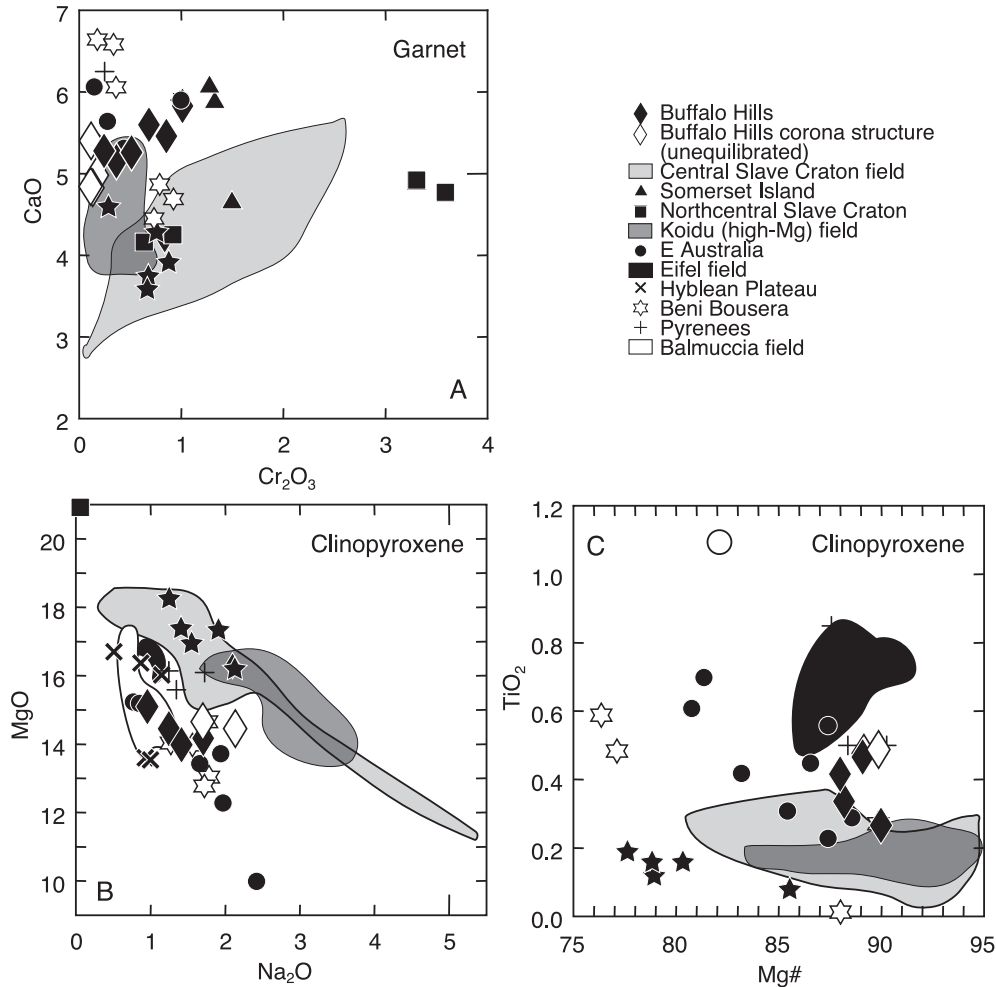 7
6
5
4
3
2
CaO
Garnet
A
0
1
2
3
4
Cr₂O₃
Buffalo Hills
Buffalo Hills corona structure
(unequilibrated)
Central Slave Craton field
Somerset Island
Northcentral Slave Craton
Koidu (high-Mg) field
E Australia
Eifel field
Hyblean Plateau
Beni Bousera
Pyrenees
Balmuccia field
20
18
16
14
12
10
MgO
Clinopyroxene
B
0
1
2
3
4
5
Na₂O
1.2
1.0
0.8
0.6
0.4
0.2
0.0
TiO₂
C
Clinopyroxene
75
80
85
90
95
Mg#